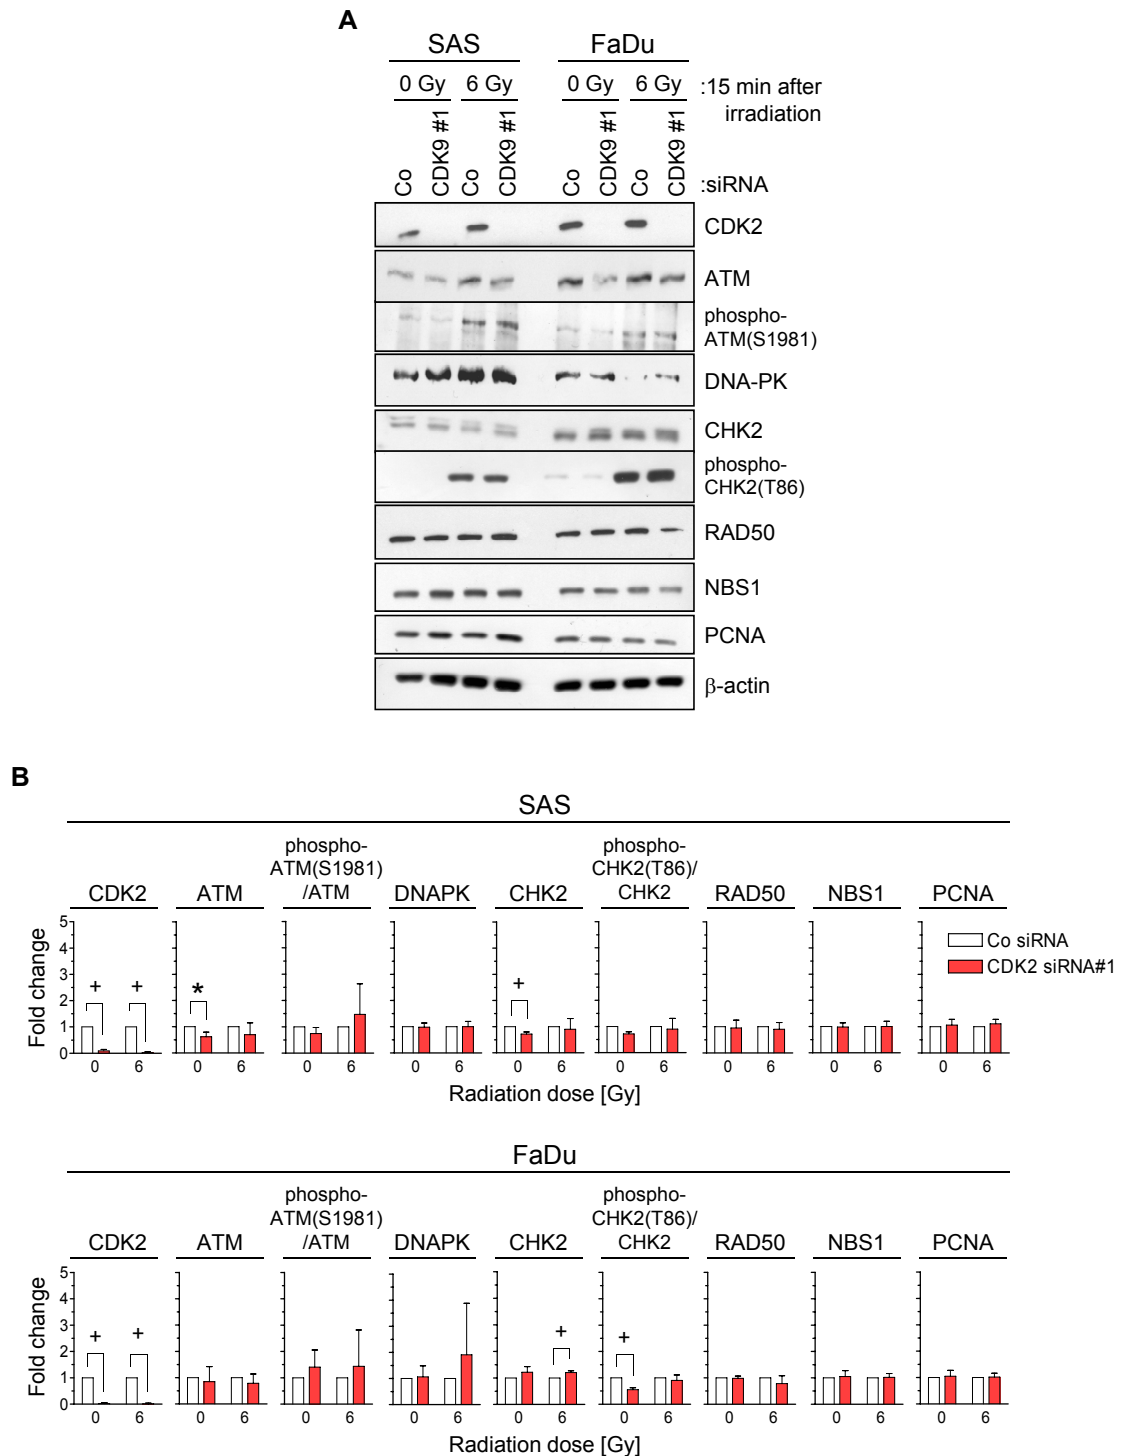 A
SAS FaDu
0 Gy 6 Gy 0 Gy 6 Gy :15 min after
irradiation
Co CDK9 #1 Co CDK9 #1 Co CDK9 #1 Co CDK9 #1 :siRNA
CDK2
ATM
phospho-
ATM(S1981)
DNA-PK
CHK2
phospho-
CHK2(T86)
RAD50
NBS1
PCNA
β-actin
B
SAS
phospho- phospho-
ATM(S1981) CHK2(T86)/
CDK2 ATM /ATM DNAPK CHK2 CHK2 RAD50 NBS1 PCNA
Fold change
5
4
3
2
1
0
+ + * +
Co siRNA
CDK2 siRNA#1
0 6 0 6 0 6 0 6 0 6 0 6 0 6 0 6 0 6
Radiation dose [Gy]
FaDu
phospho- phospho-
ATM(S1981) CHK2(T86)/
CDK2 ATM /ATM DNAPK CHK2 CHK2 RAD50 NBS1 PCNA
Fold change
5
4
3
2
1
0
+ + + +
0 6 0 6 0 6 0 6 0 6 0 6 0 6 0 6 0 6
Radiation dose [Gy]